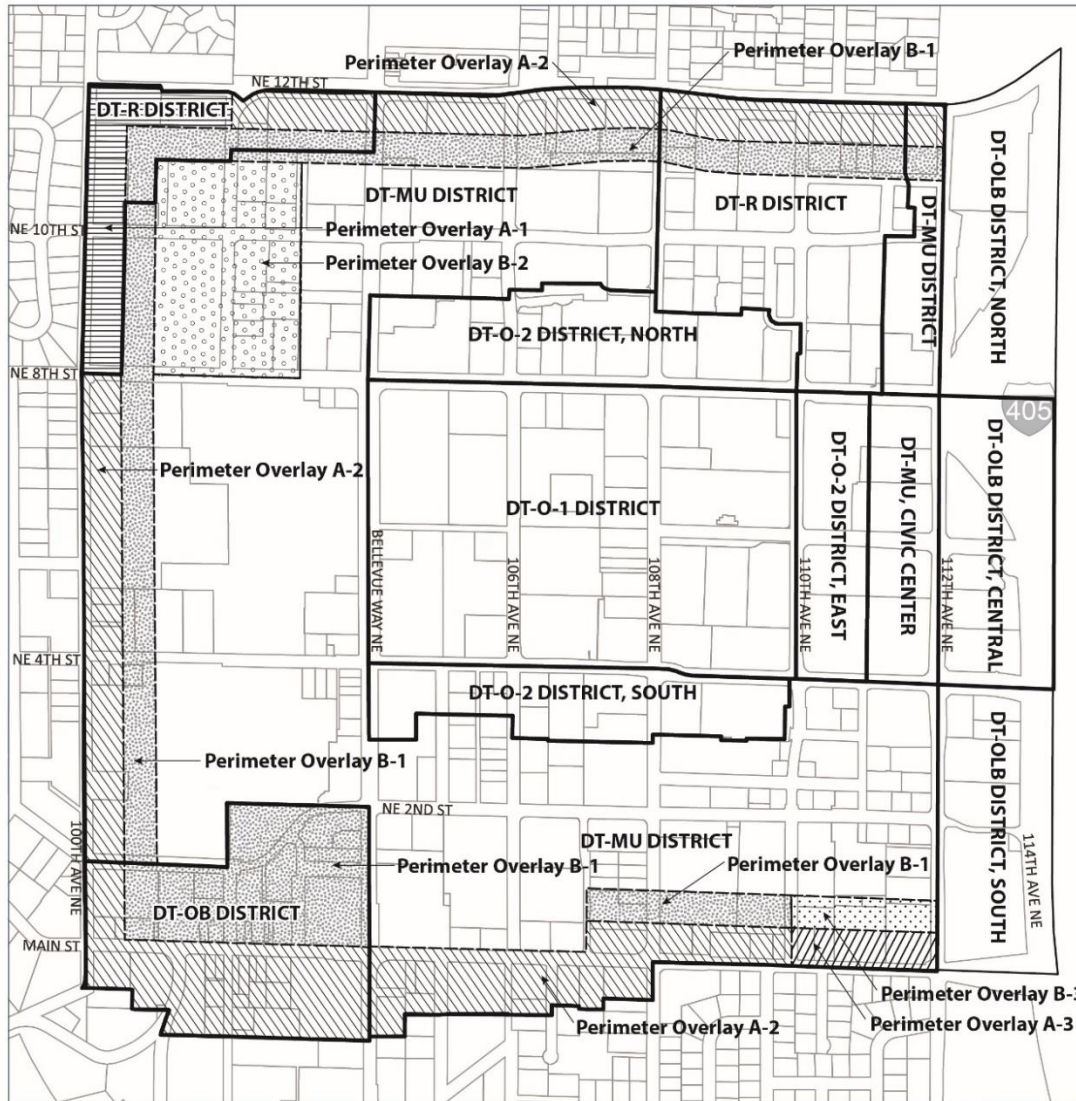 Perimeter Overlay A-2
Perimeter Overlay B-1
NE 12TH ST
DT-R DISTRICT
DT-OLB DISTRICT, NORTH
DT-MU DISTRICT
DT-R DISTRICT
DT-MU DISTRICT
NE 10TH ST
Perimeter Overlay A-1
Perimeter Overlay B-2
DT-O-2 DISTRICT, NORTH
NE 8TH ST
405
Perimeter Overlay A-2
DT-O-1 DISTRICT
DT-O-2 DISTRICT, EAST
DT-MU, CIVIC CENTER
DT-OLB DISTRICT, CENTRAL
BELLEVUE WAY NE
106TH AVE NE
108TH AVE NE
110TH AVE NE
112TH AVE NE
NE 4TH ST
DT-O-2 DISTRICT, SOUTH
Perimeter Overlay B-1
DT-OLB DISTRICT, SOUTH
NE 2ND ST
100TH AVE NE
DT-MU DISTRICT
114TH AVE NE
Perimeter Overlay B-1
Perimeter Overlay B-1
DT-OB DISTRICT
MAIN ST
Perimeter Overlay B-3
Perimeter Overlay A-2
Perimeter Overlay A-3